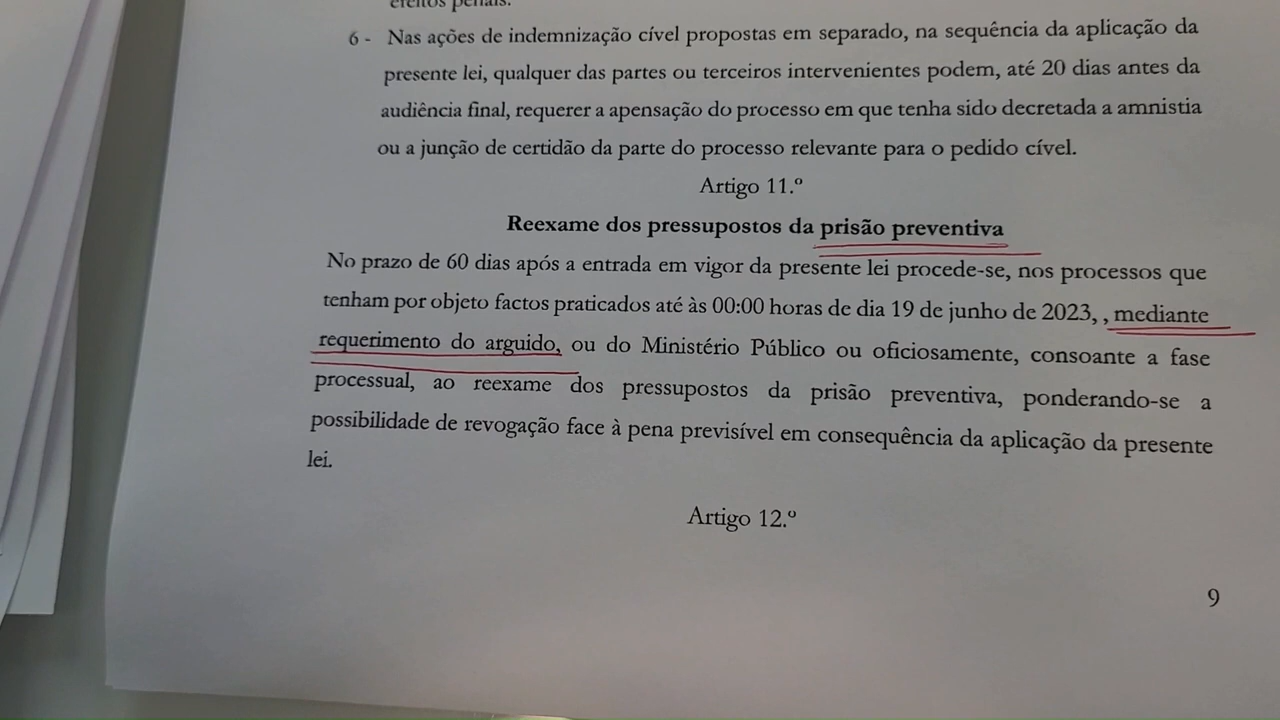 efeitos penais.
6 - Nas ações de indemnização cível propostas em separado, na sequência da aplicação da
presente lei, qualquer das partes ou terceiros intervenientes podem, até 20 dias antes da
audiência final, requerer a apensação do processo em que tenha sido decretada a amnistia
ou a junção de certidão da parte do processo relevante para o pedido cível.
Artigo 11.º
Reexame dos pressupostos da prisão preventiva
No prazo de 60 dias após a entrada em vigor da presente lei procede-se, nos processos que
tenham por objeto factos praticados até às 00:00 horas de dia 19 de junho de 2023, , mediante
requerimento do arguido, ou do Ministério Público ou oficiosamente, consoante a fase
processual, ao reexame dos pressupostos da prisão preventiva, ponderando-se a
possibilidade de revogação face à pena previsível em consequência da aplicação da presente
lei.
Artigo 12.º
9